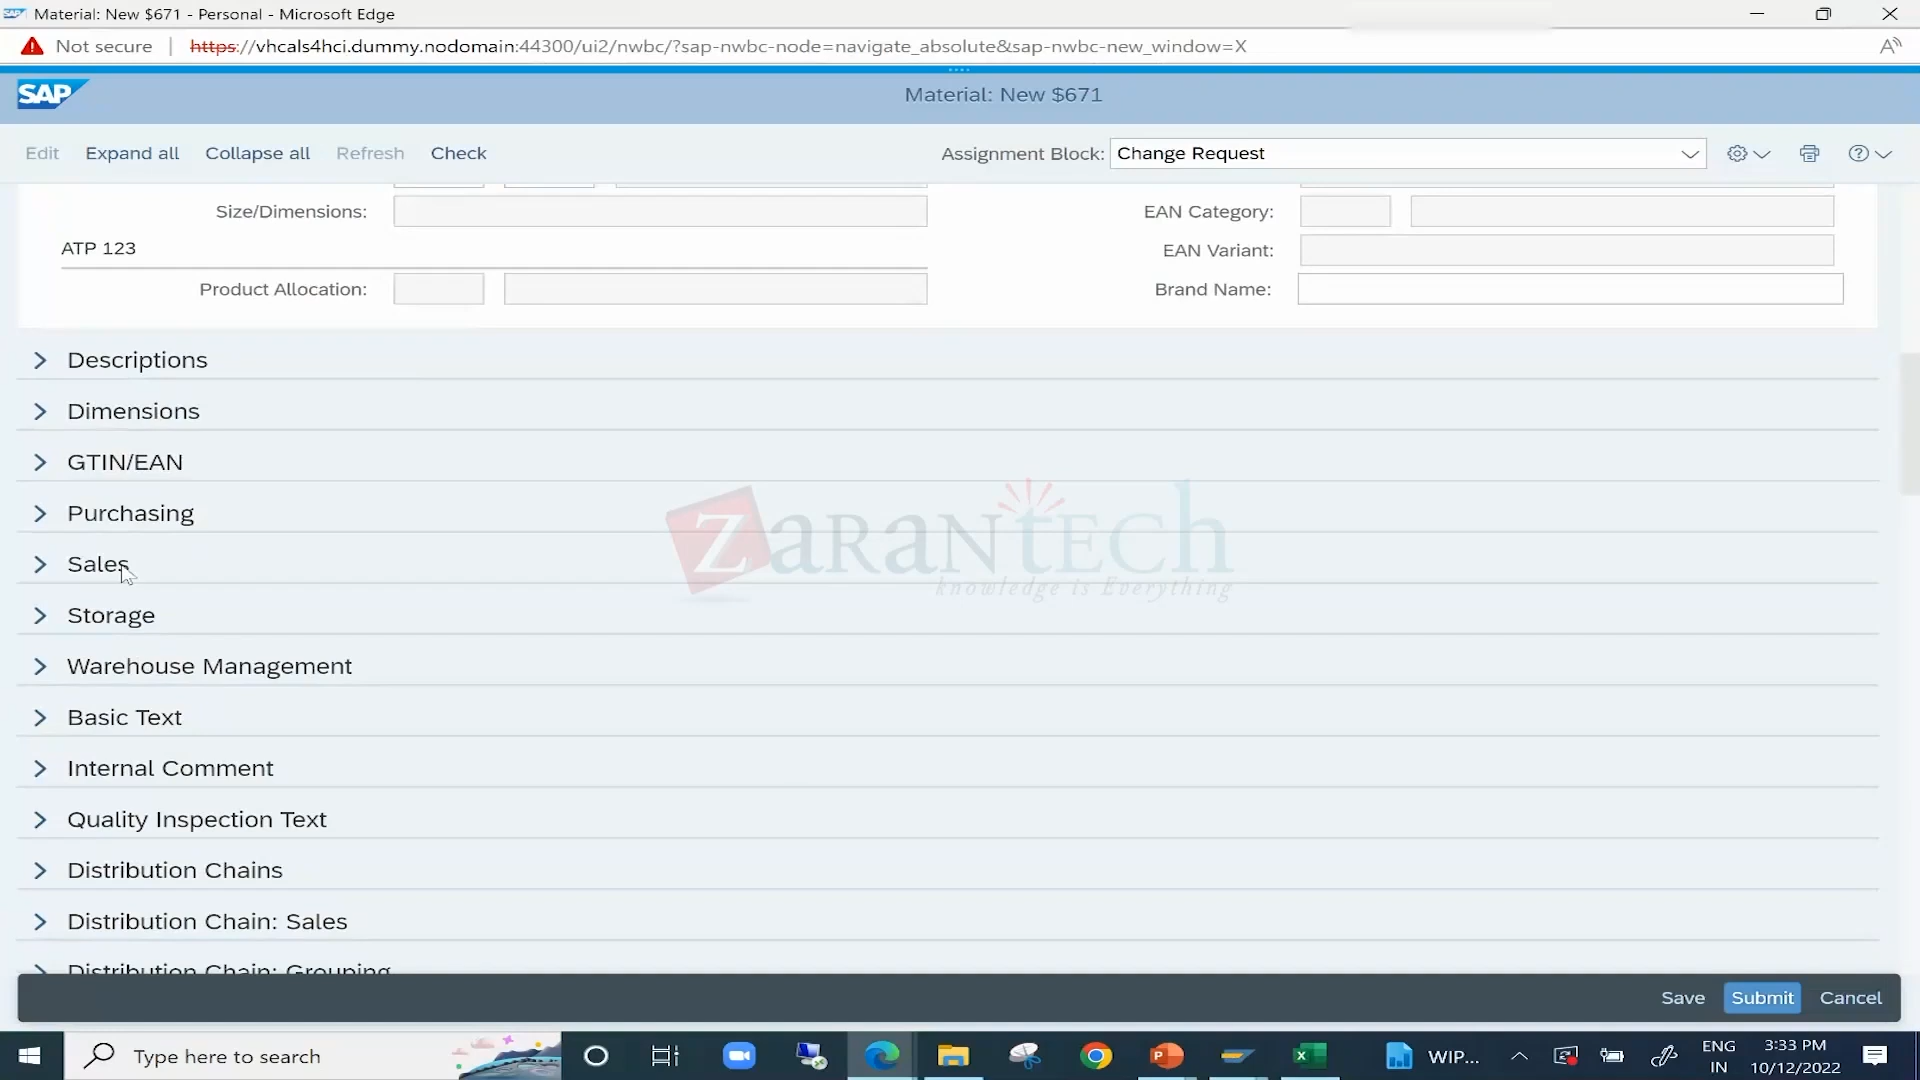 Material: New $671 - Personal - Microsoft Edge
Not secure | https://vhcals4hci.dummy.nodomain:44300/ui2/nwbc/?sap-nwbc-node=navigate_absolute&sap-nwbc-new_window=X
SAP
Material: New $671
Edit Expand all Collapse all Refresh Check Assignment Block: Change Request
Size/Dimensions: EAN Category:
ATP 123 EAN Variant:
Product Allocation: Brand Name:
Descriptions
Dimensions
GTIN/EAN
Purchasing
Sales
Storage
Warehouse Management
Basic Text
Internal Comment
Quality Inspection Text
Distribution Chains
Distribution Chain: Sales
Distribution Chain: Grouping
ZARANTECH
knowledge is Everything
Save Submit Cancel
Type here to search
WIP...
ENG
IN
3:33 PM
10/12/2022